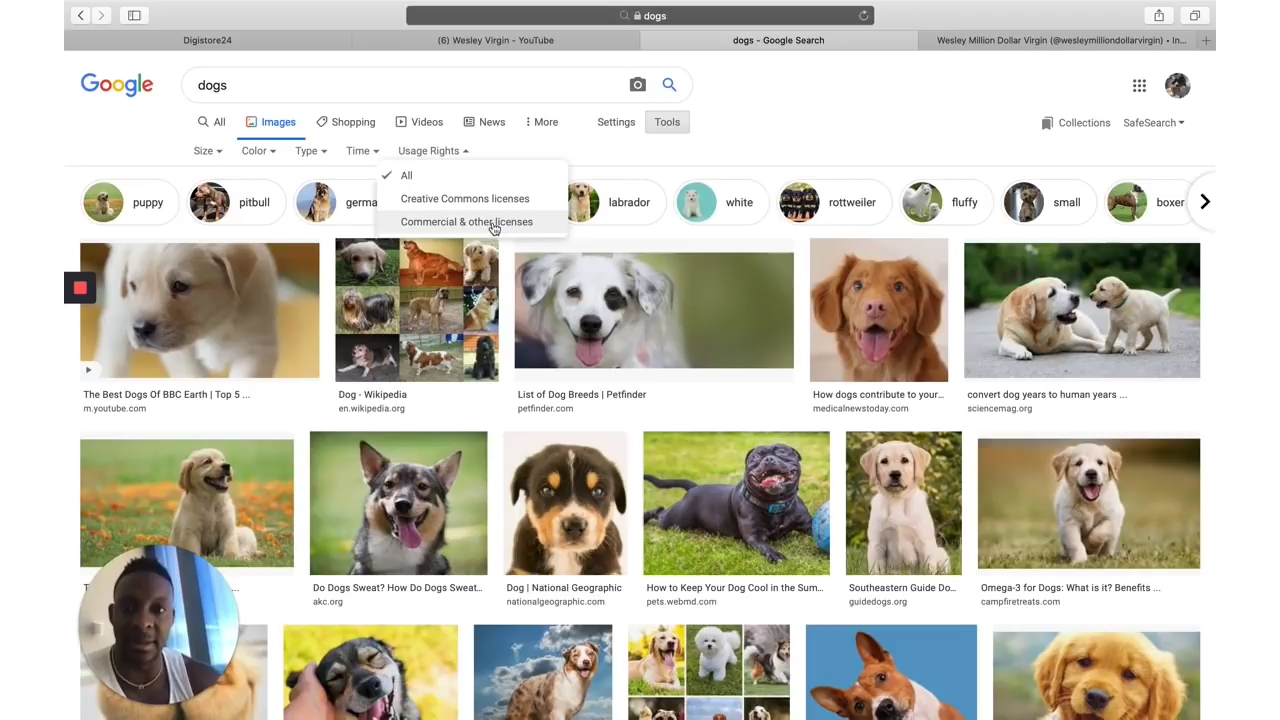 dogs
Digistore24
(6) Wesley Virgin – YouTube
dogs - Google Search
Wesley Million Dollar Virgin (@wesleymilliondollarvirgin) • In...
Google
dogs
All
Images
Shopping
Videos
News
More
Settings
Tools
Collections
SafeSearch
Size
Color
Type
Time
Usage Rights
All
Creative Commons licenses
Commercial & other licenses
puppy
pitbull
germa
labrador
white
rottweiler
fluffy
small
boxer
The Best Dogs Of BBC Earth | Top 5 ...
m.youtube.com
Dog - Wikipedia
en.wikipedia.org
List of Dog Breeds | Petfinder
petfinder.com
How dogs contribute to your...
medicalnewstoday.com
convert dog years to human years ...
sciencemag.org
Do Dogs Sweat? How Do Dogs Sweat...
akc.org
Dog | National Geographic
nationalgeographic.com
How to Keep Your Dog Cool in the Sum...
pets.webmd.com
Southeastern Guide Do...
guidedogs.org
Omega-3 for Dogs: What is it? Benefits ...
campfiretreats.com